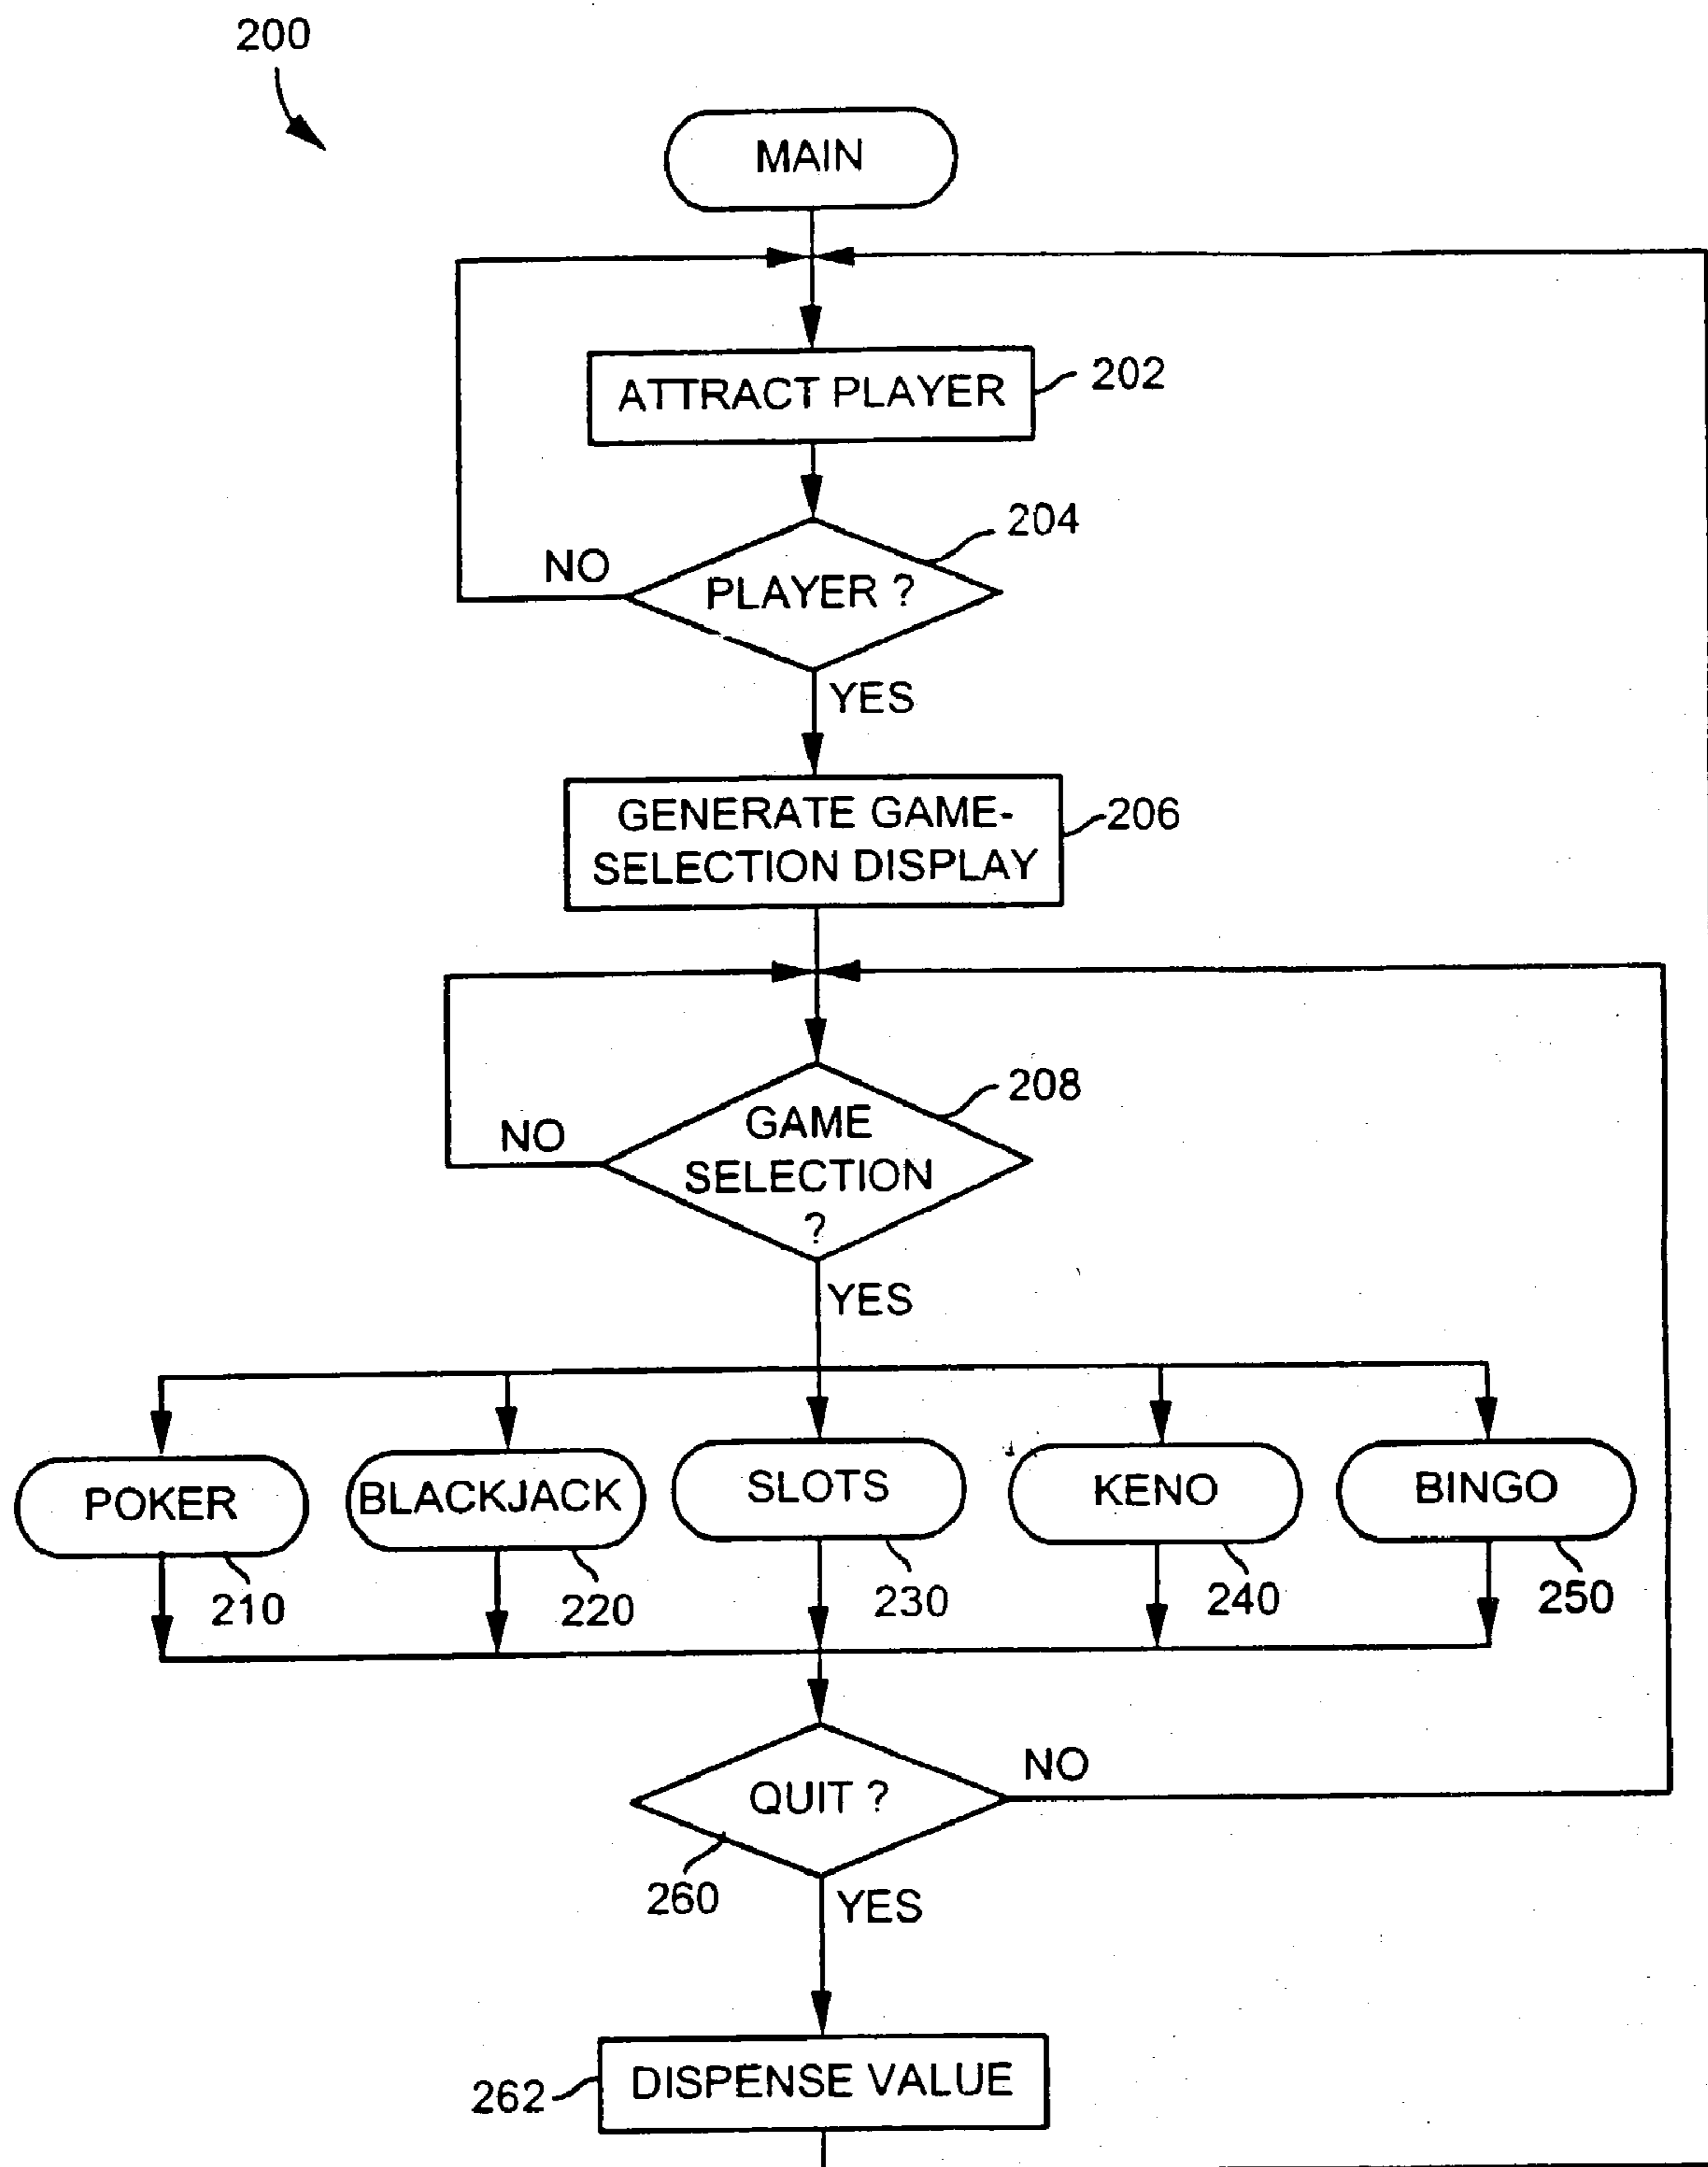 200
MAIN
ATTRACT PLAYER
202
204
NO
PLAYER ?
YES
GENERATE GAME-
SELECTION DISPLAY
206
208
NO
GAME
SELECTION
?
YES
POKER
BLACKJACK
SLOTS
KENO
BINGO
210
220
230
240
250
QUIT ?
NO
260
YES
DISPENSE VALUE
262